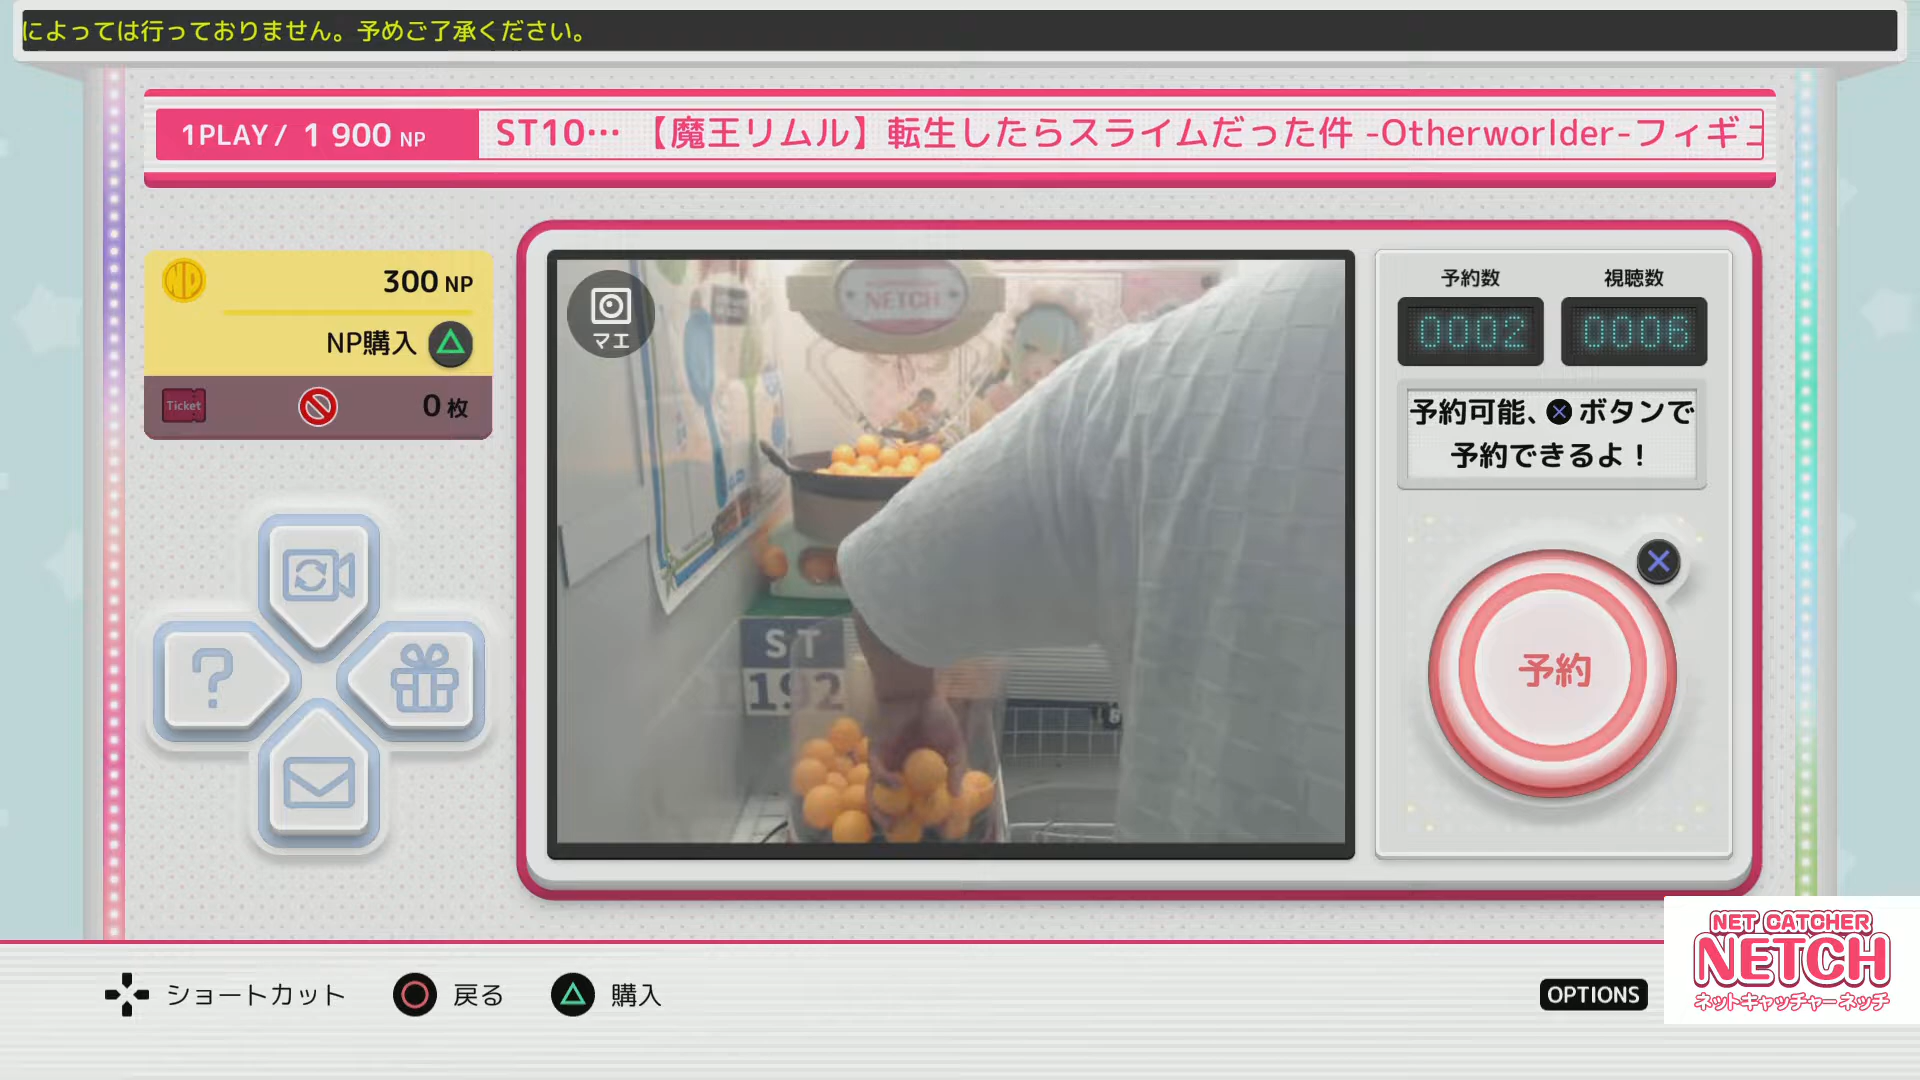 によっては行っておりません。予めご了承ください。
1PLAY/ 1 900 NP
ST10… 【魔王リムル】転生したらスライムだった件 -Otherworlder-フィギュ
300 NP
NP購入
Ticket
0 枚
マエ
NETCH
ST
192
予約数
視聴数
0002
0006
予約可能、ボタンで
予約できるよ！
予約
ショートカット
戻る
購入
OPTIONS
NET CATCHER
NETCH
ネットキャッチャーネッチ